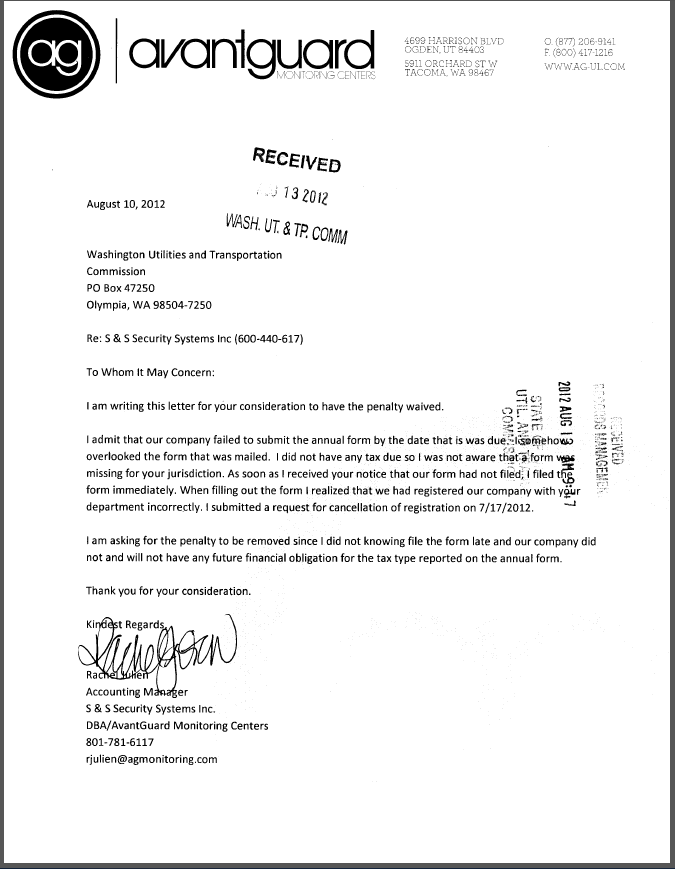 ag avantguard
MONITORING CENTERS
4699 HARRISON BLVD
OGDEN, UT 84403
5911 ORCHARD ST W
TACOMA, WA 98467
O. (877) 206-9141
F. (800) 417-1216
WWW.AG-UL.COM
RECEIVED
13 2012
WASH. UT. & TP. COMM
August 10, 2012
Washington Utilities and Transportation
Commission
PO Box 47250
Olympia, WA 98504-7250
Re: S & S Security Systems Inc (600-440-617)
To Whom It May Concern:
I am writing this letter for your consideration to have the penalty waived.
I admit that our company failed to submit the annual form by the date that was due. I somehow
overlooked the form that was mailed.  I did not have any tax due so I was not aware that a form was
missing for your jurisdiction. As soon as I received your notice that our form had not filed, I filed the
form immediately. When filling out the form I realized that we had registered our company with your
department incorrectly. I submitted a request for cancellation of registration on 7/17/2012.
I am asking for the penalty to be removed since I did not knowing file the form late and our company did
not and will not have any future financial obligation for the tax type reported on the annual form.
Thank you for your consideration.
Kindest Regards,
Rachel Julien
Accounting Manager
S & S Security Systems Inc.
DBA/AvantGuard Monitoring Centers
801-781-6117
rjulien@agmonitoring.com
STATE OF
UTIL. AND
2012 AUG 13 AM 9:
RECEIVED
RECORDS MANAGEMENT